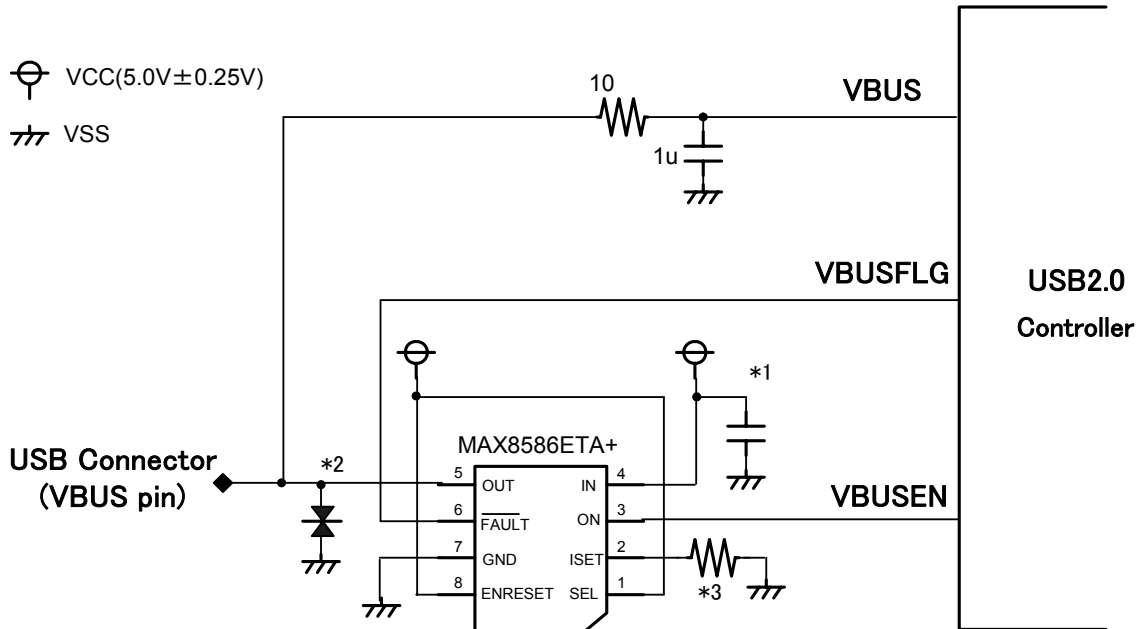 VCC(5.0V±0.25V)
VSS
10
1u
VBUS
VBUSFLG
USB2.0
Controller
*1
MAX8586ETA+
USB Connector
(VBUS pin)
*2
5 OUT IN 4
6 FAULT ON 3
7 GND ISET 2
8 ENRESET SEL 1
VBUSEN
*3